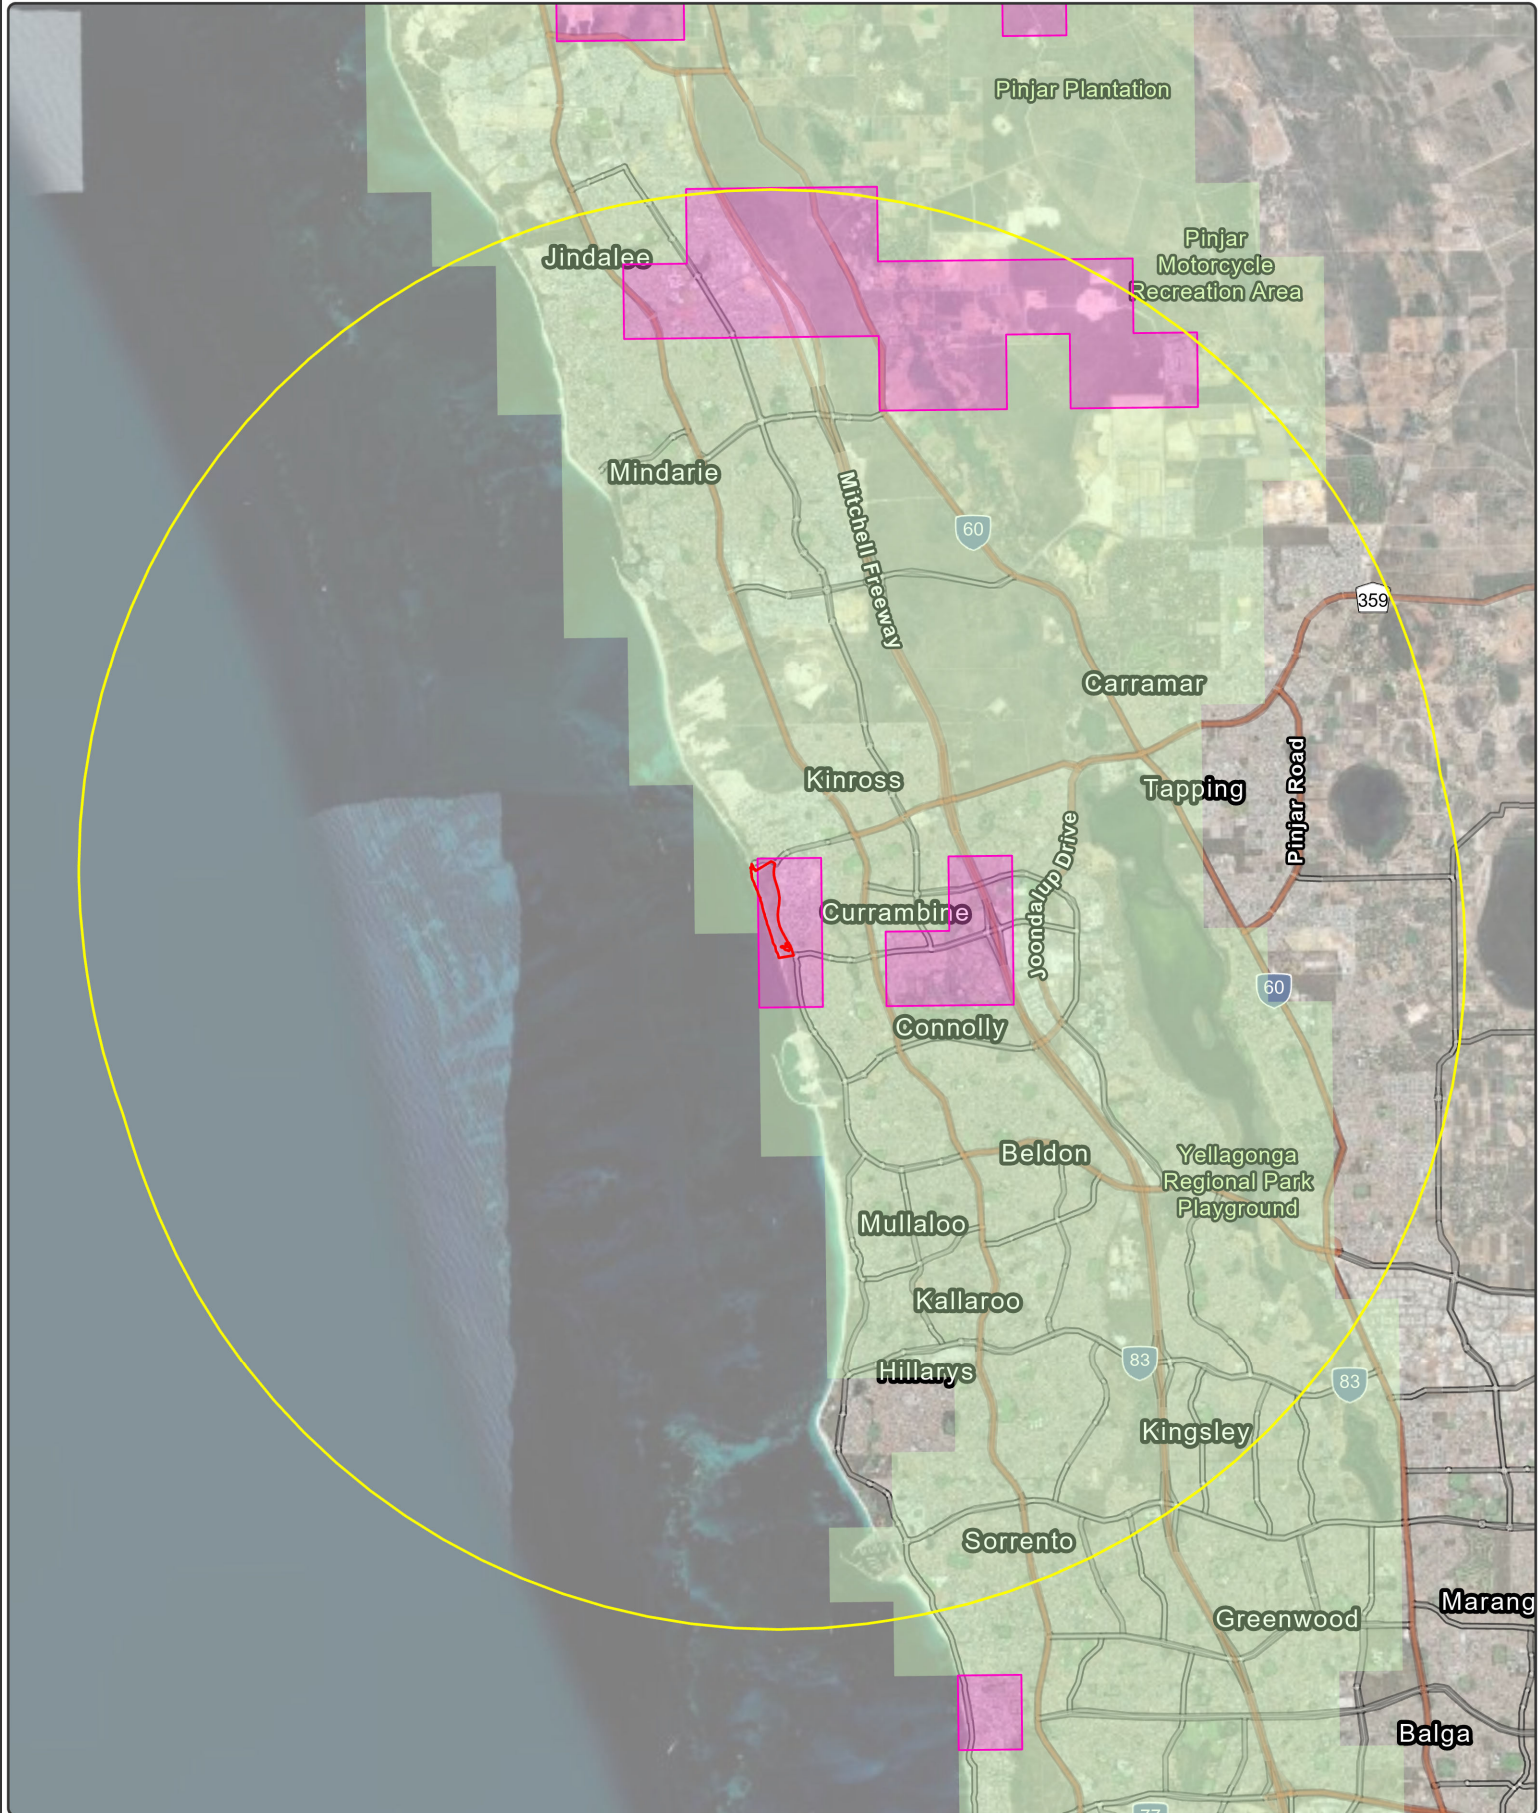 Pinjar Plantation
Pinjar
Motorcycle
Recreation Area
Jindalee
Mindarie
Mitchell Freeway
60
359
Carramar
Kinross
Tapping
Pinjar Road
Joondalup Drive
Currambine
60
Connolly
Beldon
Yellagonga
Regional Park
Playground
Mullaloo
Kallaroo
Hillarys
83
83
Kingsley
Sorrento
Greenwood
Marang
Balga
77